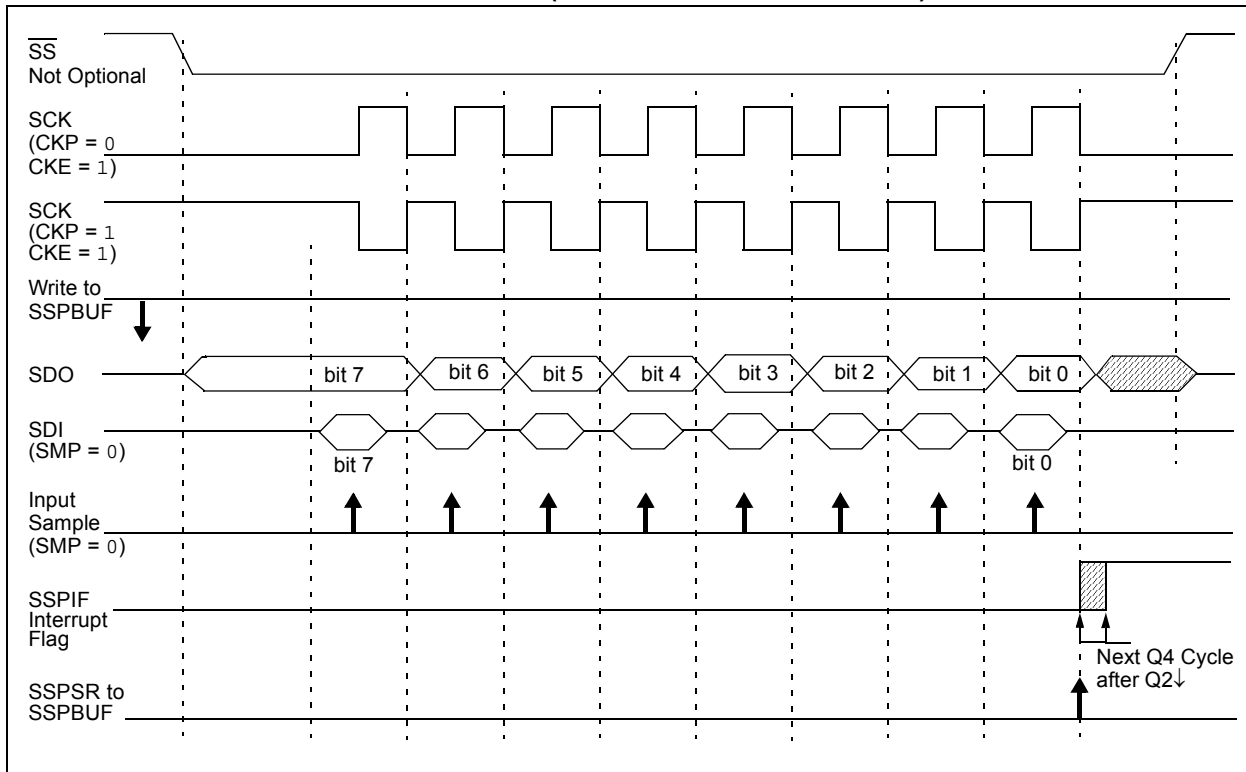 SS
Not Optional
SCK
(CKP = 0
CKE = 1)
SCK
(CKP = 1
CKE = 1)
Write to
SSPBUF
SDO
bit 7 bit 6 bit 5 bit 4 bit 3 bit 2 bit 1 bit 0
SDI
(SMP = 0)
bit 7 bit 0
Input
Sample
(SMP = 0)
SSPIF
Interrupt
Flag
Next Q4 Cycle
after Q2↓
SSPSR to
SSPBUF